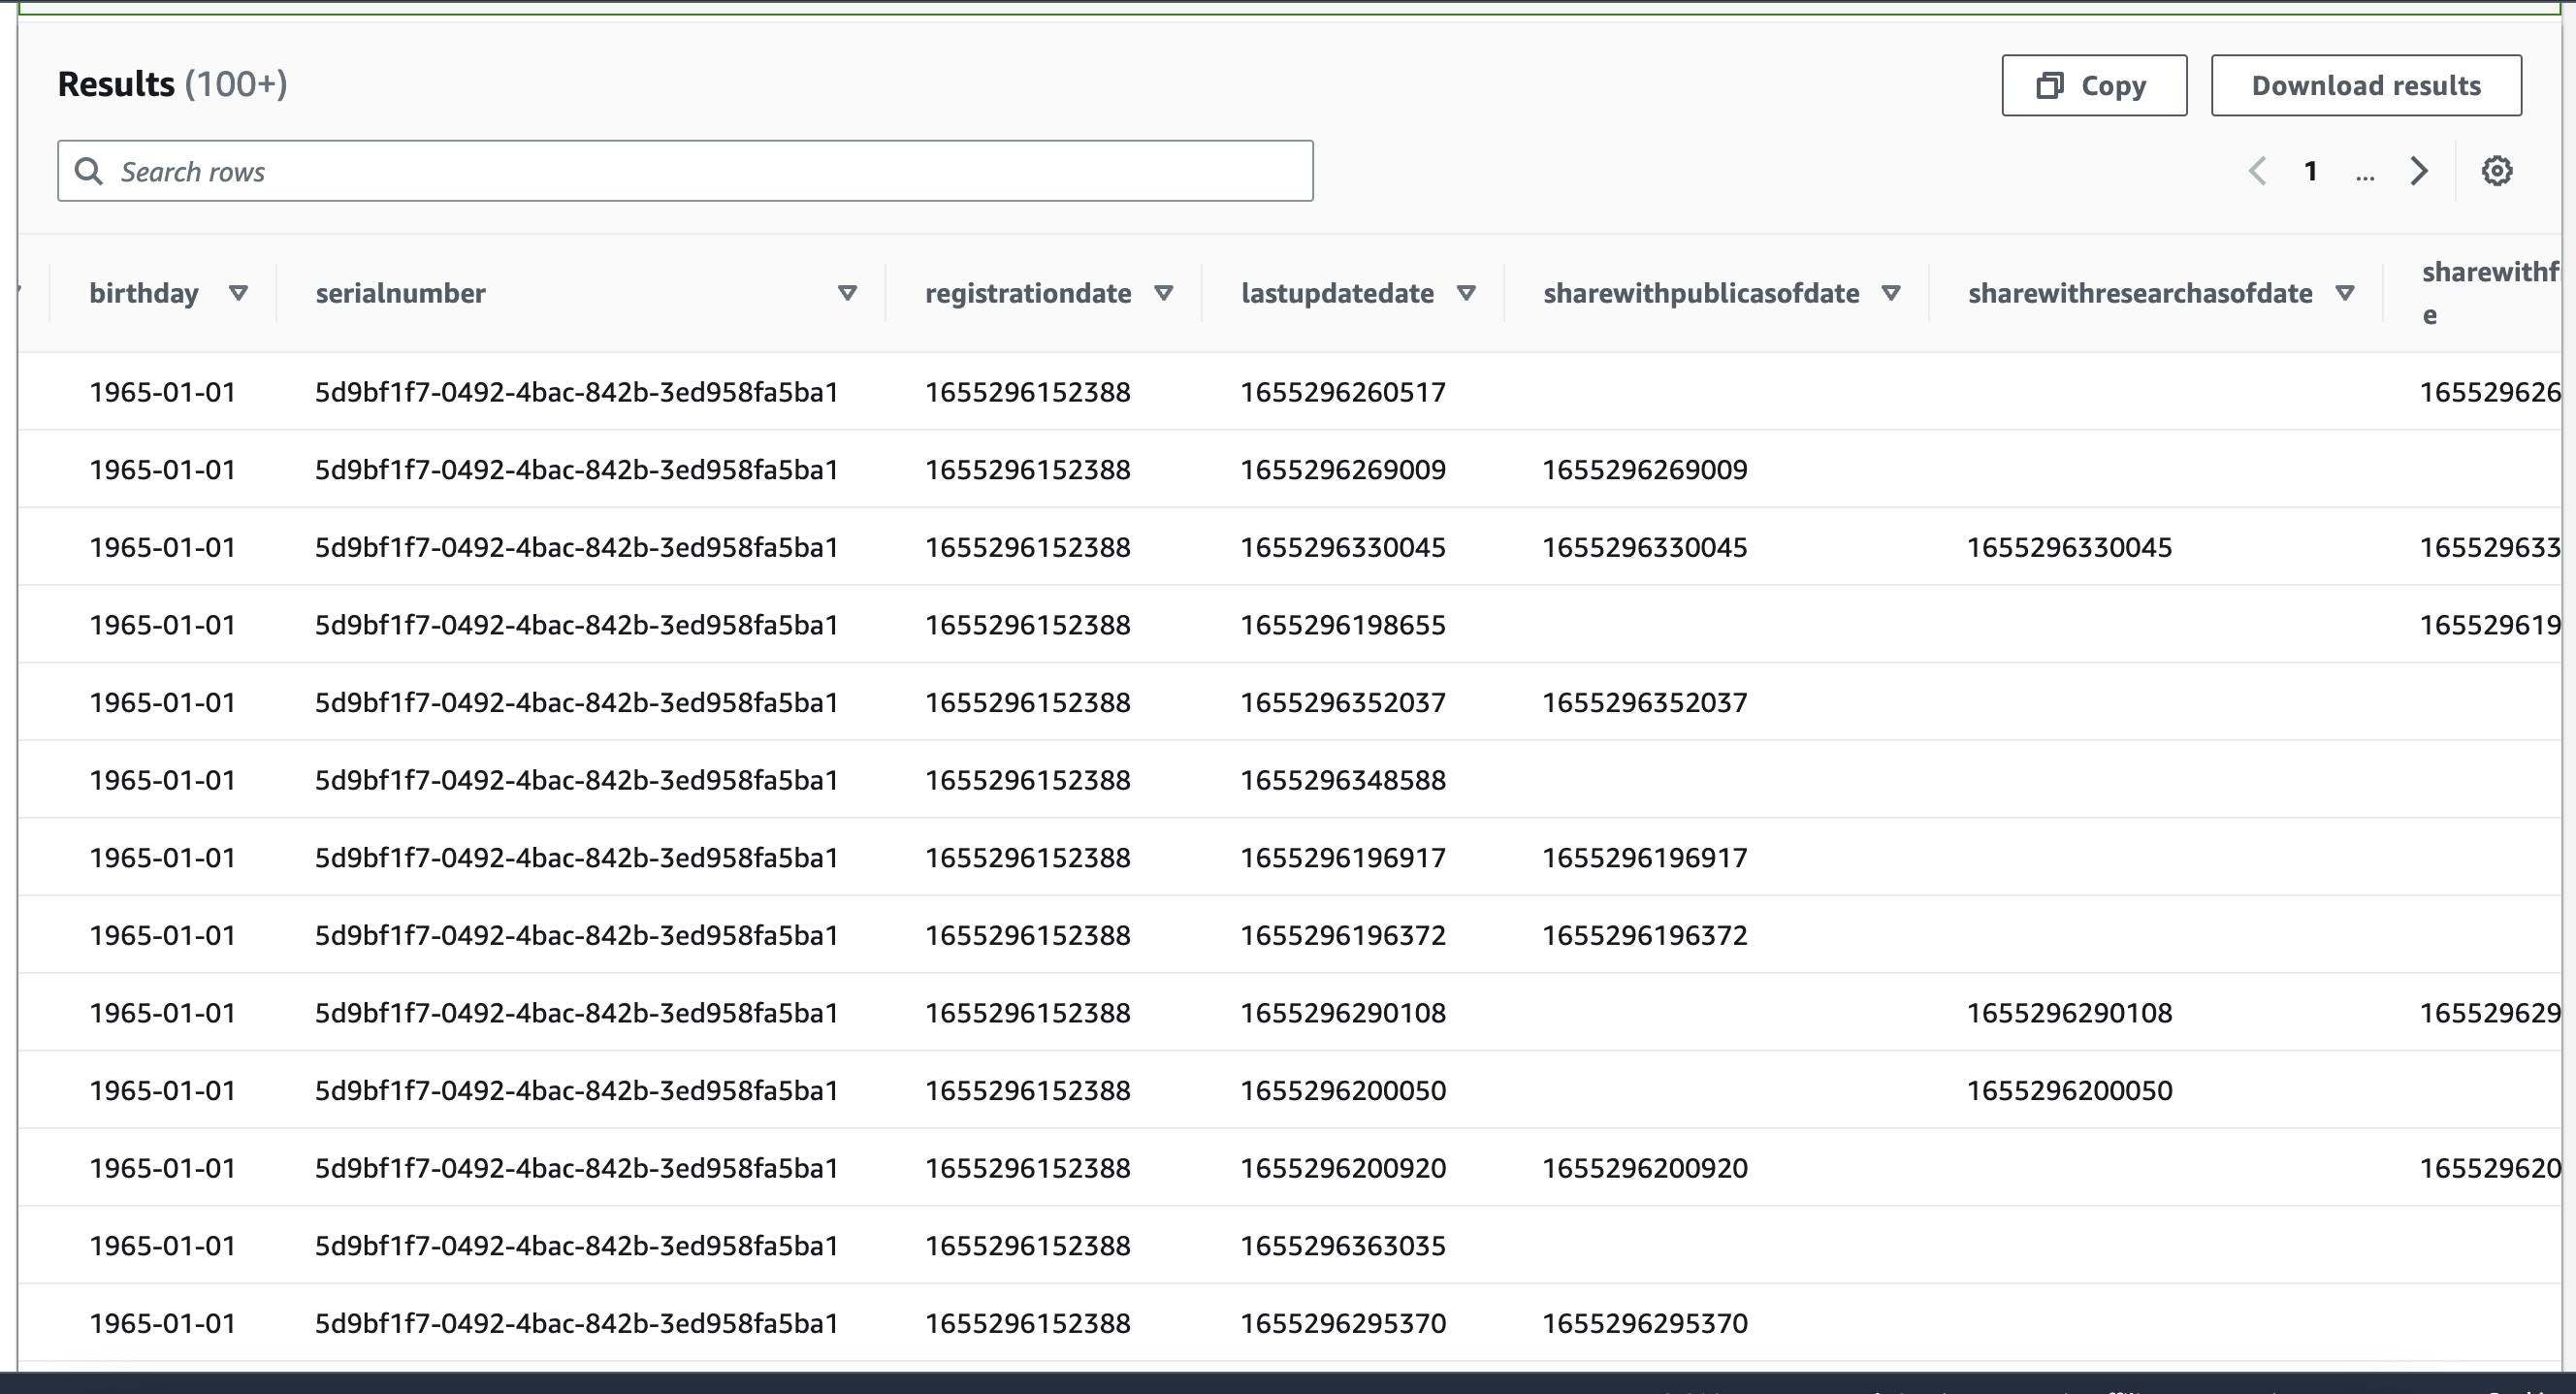 Results (100+)
Copy
Download results
Search rows
1 ...
birthday serialnumber registrationdate lastupdatedate sharewithpublicasofdate sharewithresearchasofdate sharewithf
e
1965-01-01 5d9bf1f7-0492-4bac-842b-3ed958fa5ba1 1655296152388 1655296260517 165529626
1965-01-01 5d9bf1f7-0492-4bac-842b-3ed958fa5ba1 1655296152388 1655296269009 1655296269009
1965-01-01 5d9bf1f7-0492-4bac-842b-3ed958fa5ba1 1655296152388 1655296330045 1655296330045 1655296330045 165529633
1965-01-01 5d9bf1f7-0492-4bac-842b-3ed958fa5ba1 1655296152388 1655296198655 165529619
1965-01-01 5d9bf1f7-0492-4bac-842b-3ed958fa5ba1 1655296152388 1655296352037 1655296352037
1965-01-01 5d9bf1f7-0492-4bac-842b-3ed958fa5ba1 1655296152388 1655296348588
1965-01-01 5d9bf1f7-0492-4bac-842b-3ed958fa5ba1 1655296152388 1655296196917 1655296196917
1965-01-01 5d9bf1f7-0492-4bac-842b-3ed958fa5ba1 1655296152388 1655296196372 1655296196372
1965-01-01 5d9bf1f7-0492-4bac-842b-3ed958fa5ba1 1655296152388 1655296290108 1655296290108 165529629
1965-01-01 5d9bf1f7-0492-4bac-842b-3ed958fa5ba1 1655296152388 1655296200050 1655296200050
1965-01-01 5d9bf1f7-0492-4bac-842b-3ed958fa5ba1 1655296152388 1655296200920 1655296200920 165529620
1965-01-01 5d9bf1f7-0492-4bac-842b-3ed958fa5ba1 1655296152388 1655296363035
1965-01-01 5d9bf1f7-0492-4bac-842b-3ed958fa5ba1 1655296152388 1655296295370 1655296295370